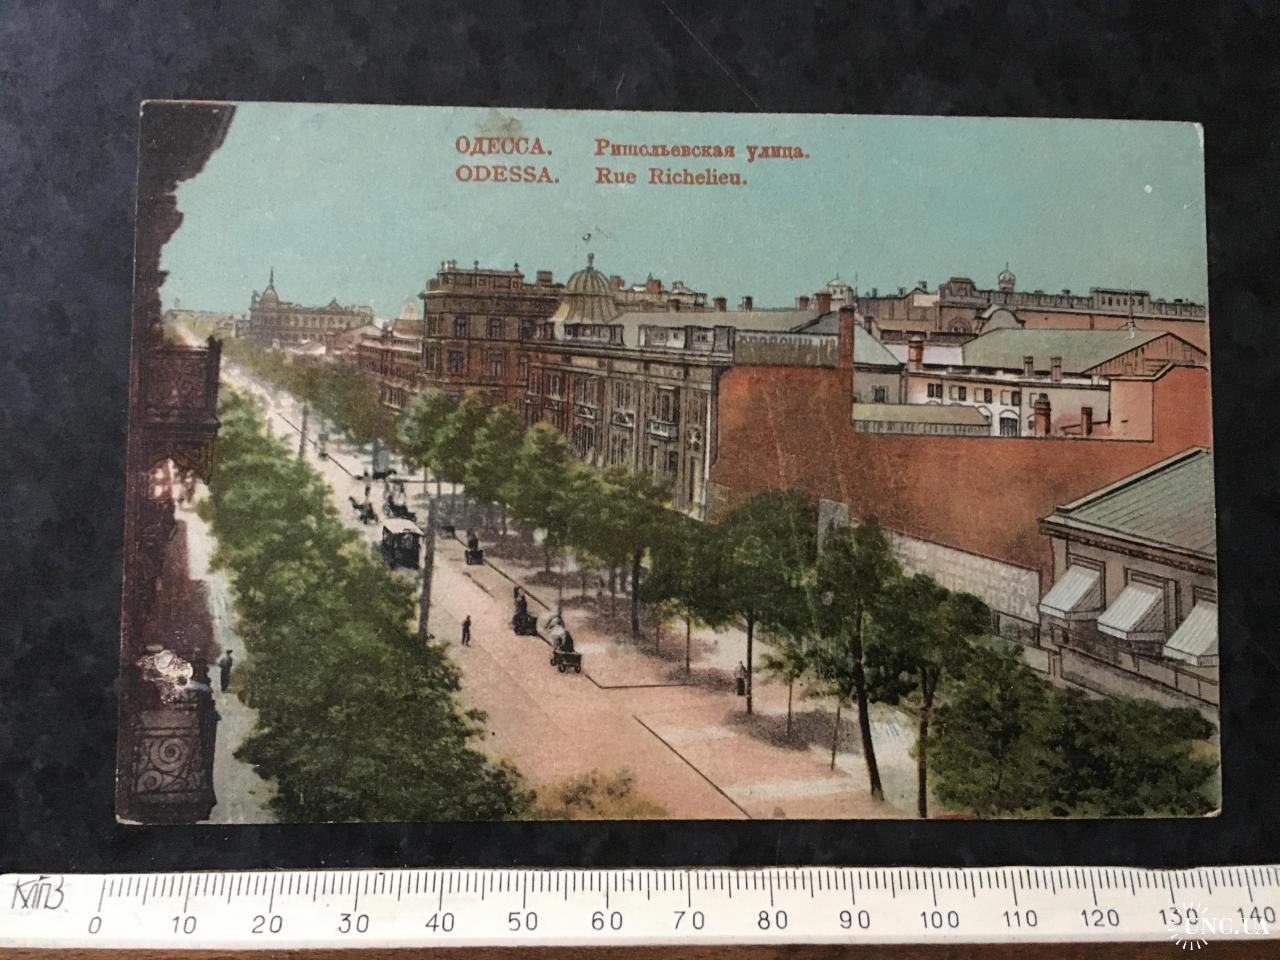 ОДЕССА. Ришельевская улица.
ODESSA. Rue Richelieu.
КЛПЗ
0 10 20 30 40 50 60 70 80 90 100 110 120 130 140
UNC.UA